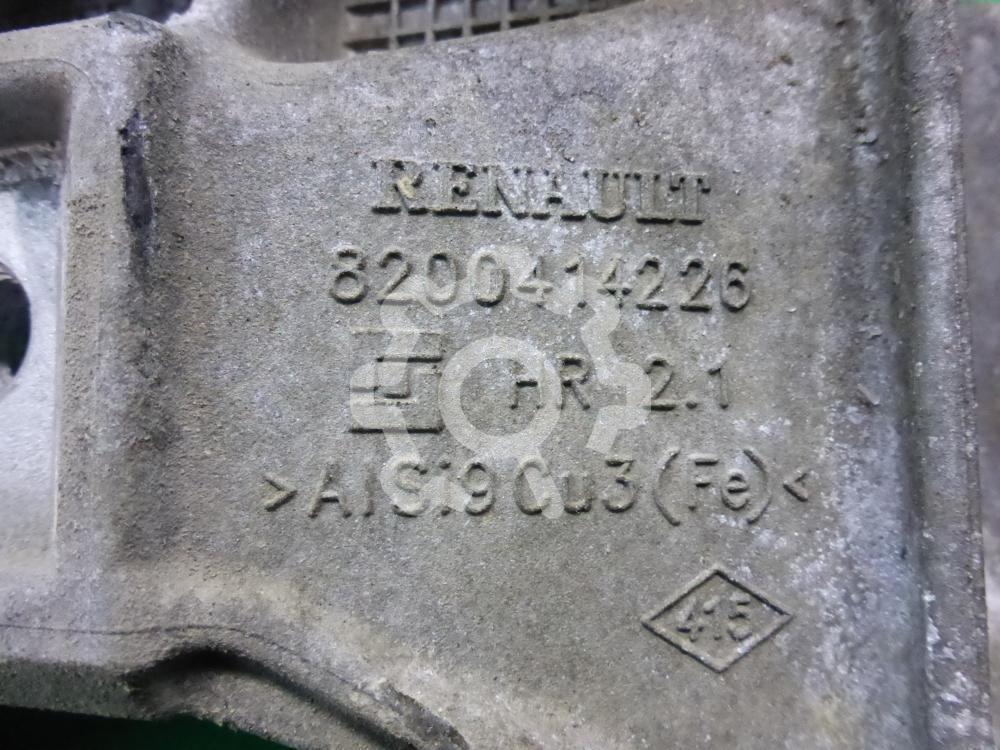 RENAULT
8200414226
HR 2.1
>AlSi9Cu3(Fe)<
415